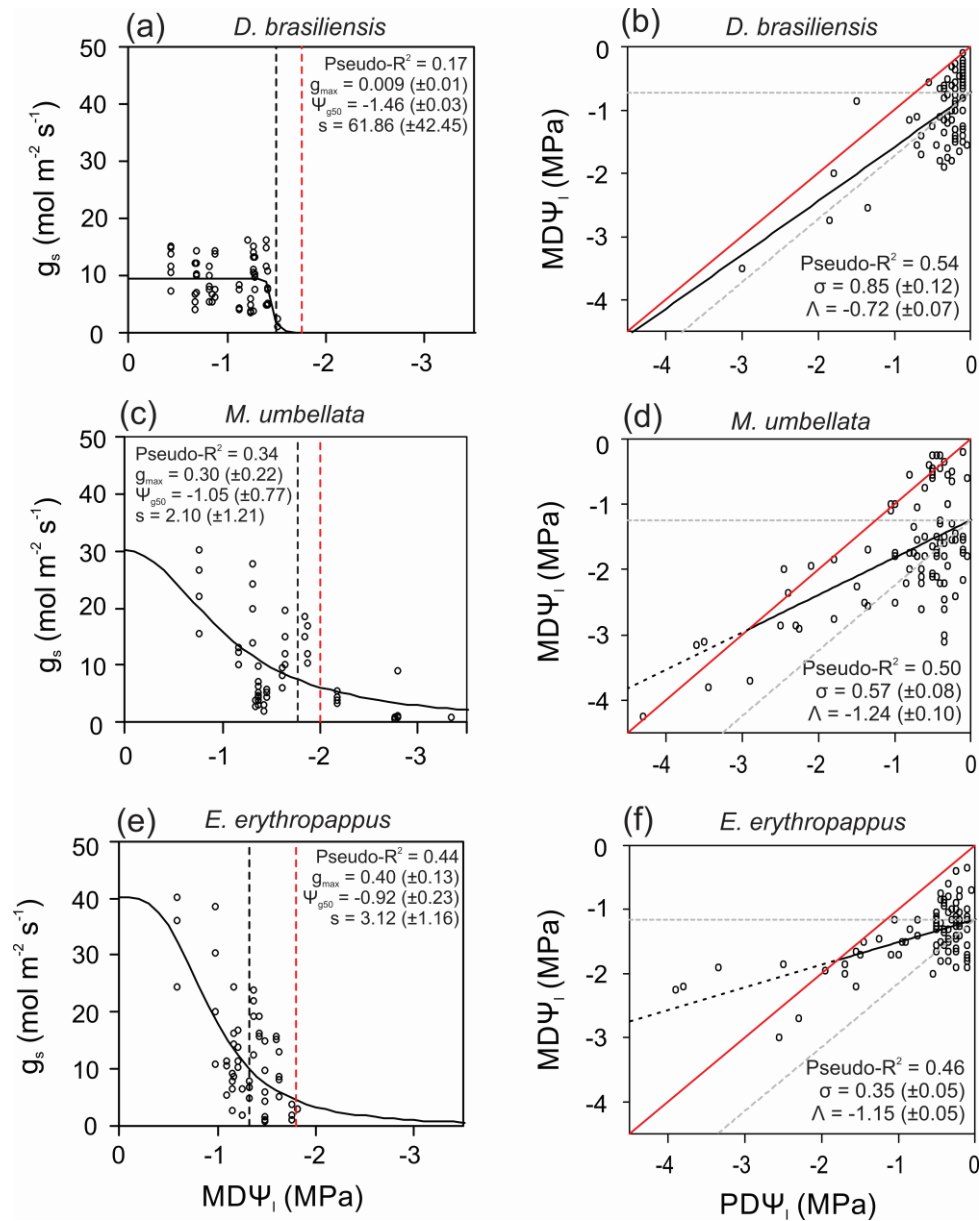 (a) D. brasiliensis
50
40
30
20
10
0
gs (mol m-2 s-1)
Pseudo-R2 = 0.17
gmax = 0.009 (±0.01)
Ψg50 = -1.46 (±0.03)
s = 61.86 (±42.45)
0 -1 -2 -3
(b) D. brasiliensis
0
-1
-2
-3
-4
MDΨl (MPa)
Pseudo-R2 = 0.54
σ = 0.85 (±0.12)
Λ = -0.72 (±0.07)
-4 -3 -2 -1 0
(c) M. umbellata
50
40
30
20
10
0
gs (mol m-2 s-1)
Pseudo-R2 = 0.34
gmax = 0.30 (±0.22)
Ψg50 = -1.05 (±0.77)
s = 2.10 (±1.21)
0 -1 -2 -3
(d) M. umbellata
0
-1
-2
-3
-4
MDΨl (MPa)
Pseudo-R2 = 0.50
σ = 0.57 (±0.08)
Λ = -1.24 (±0.10)
-4 -3 -2 -1 0
(e) E. erythropappus
50
40
30
20
10
0
gs (mol m-2 s-1)
Pseudo-R2 = 0.44
gmax = 0.40 (±0.13)
Ψg50 = -0.92 (±0.23)
s = 3.12 (±1.16)
0 -1 -2 -3
MDΨl (MPa)
(f) E. erythropappus
0
-1
-2
-3
-4
MDΨl (MPa)
Pseudo-R2 = 0.46
σ = 0.35 (±0.05)
Λ = -1.15 (±0.05)
-4 -3 -2 -1 0
PDΨl (MPa)